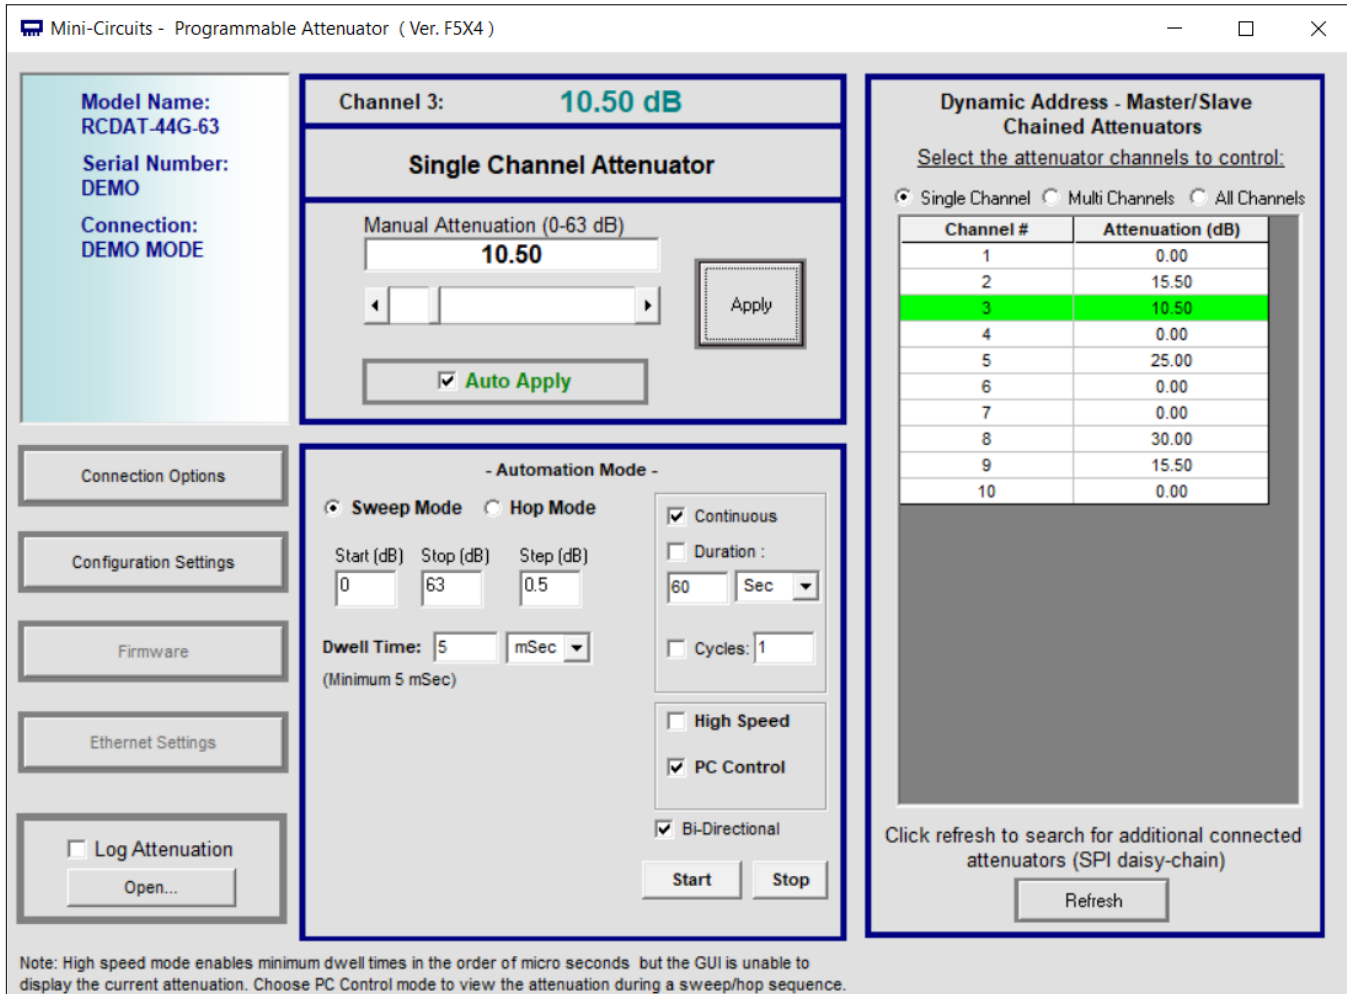 Mini-Circuits -  Programmable Attenuator  ( Ver. F5X4 )
Model Name:
RCDAT-44G-63
Serial Number:
DEMO
Connection:
DEMO MODE
Connection Options
Configuration Settings
Firmware
Ethernet Settings
Log Attenuation
Open...
Channel 3: 10.50 dB
Single Channel Attenuator
Manual Attenuation (0-63 dB)
10.50
Apply
Auto Apply
- Automation Mode -
Sweep Mode Hop Mode
Start (dB) Stop (dB) Step (dB)
0 63 0.5
Dwell Time: 5 mSec
(Minimum 5 mSec)
Continuous
Duration :
60 Sec
Cycles: 1
High Speed
PC Control
Bi-Directional
Start Stop
Dynamic Address - Master/Slave
Chained Attenuators
Select the attenuator channels to control:
Single Channel Multi Channels All Channels
Channel # Attenuation (dB)
1 0.00
2 15.50
3 10.50
4 0.00
5 25.00
6 0.00
7 0.00
8 30.00
9 15.50
10 0.00
Click refresh to search for additional connected
attenuators (SPI daisy-chain)
Refresh
Note: High speed mode enables minimum dwell times in the order of micro seconds  but the GUI is unable to
display the current attenuation. Choose PC Control mode to view the attenuation during a sweep/hop sequence.